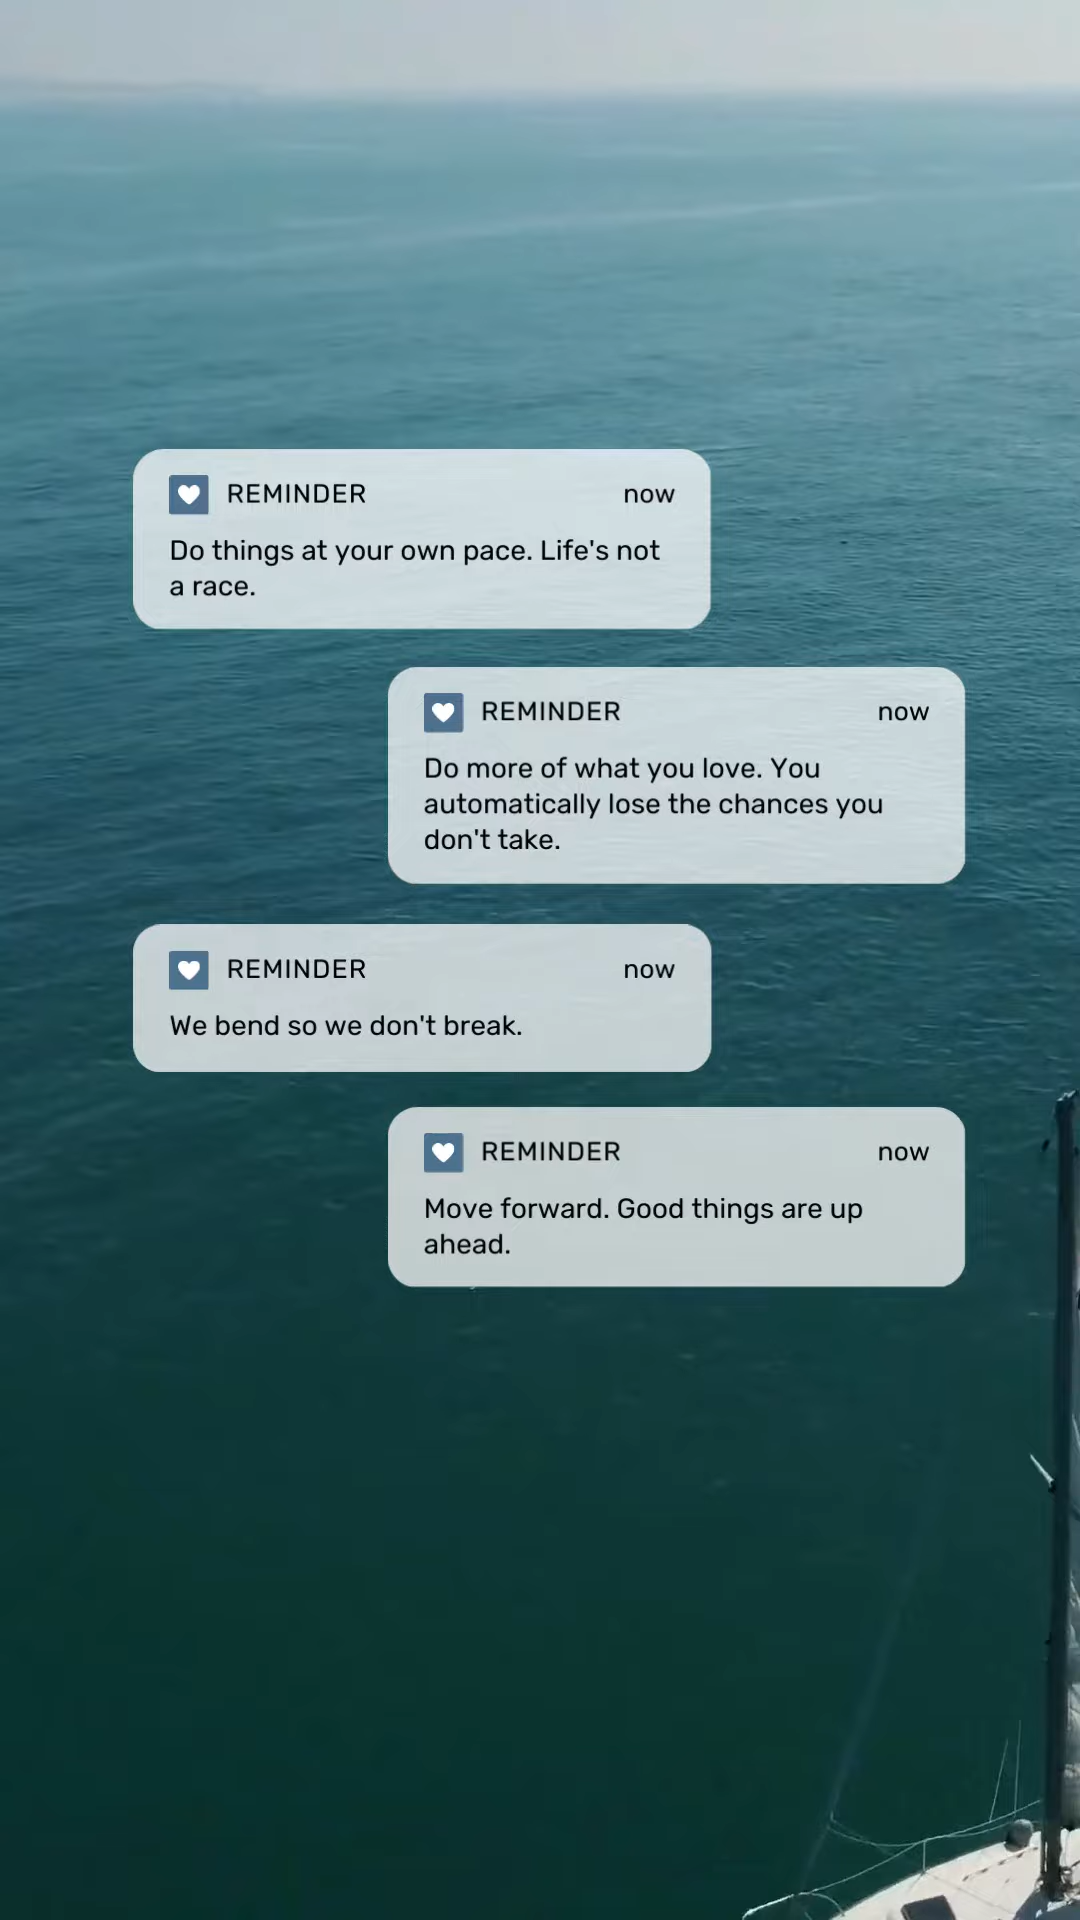 REMINDER now
Do things at your own pace. Life's not
a race.
REMINDER now
Do more of what you love. You
automatically lose the chances you
don't take.
REMINDER now
We bend so we don't break.
REMINDER now
Move forward. Good things are up
ahead.